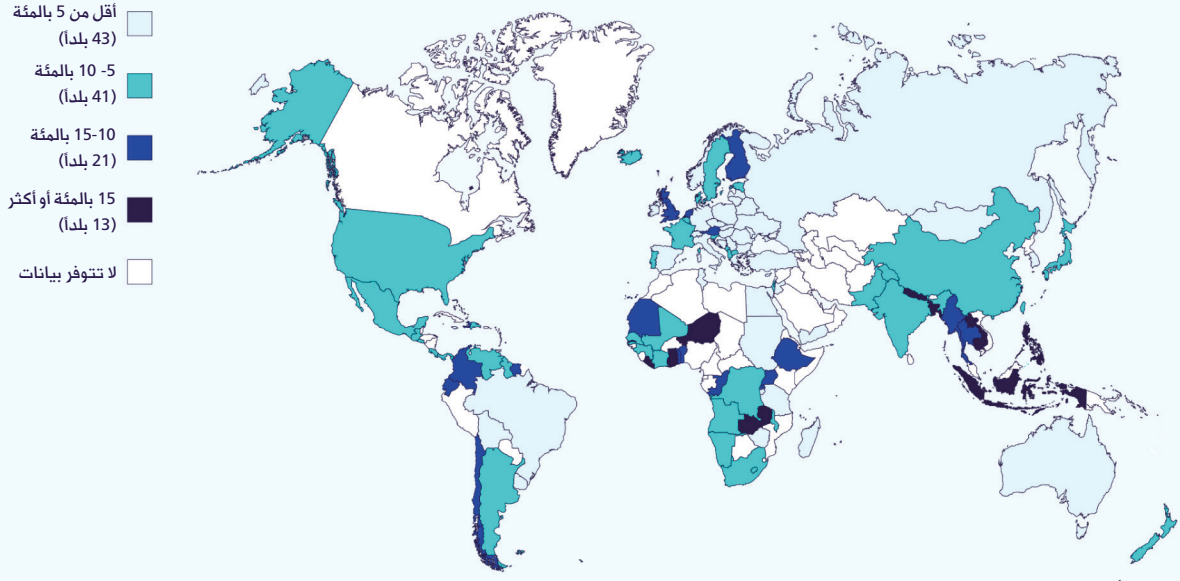 أقل من 5 بالمئة
(43 بلداً)
5- 10 بالمئة
(41 بلداً)
10-15 بالمئة
(21 بلداً)
15 بالمئة أو أكثر
(13 بلداً)
لا تتوفر بيانات